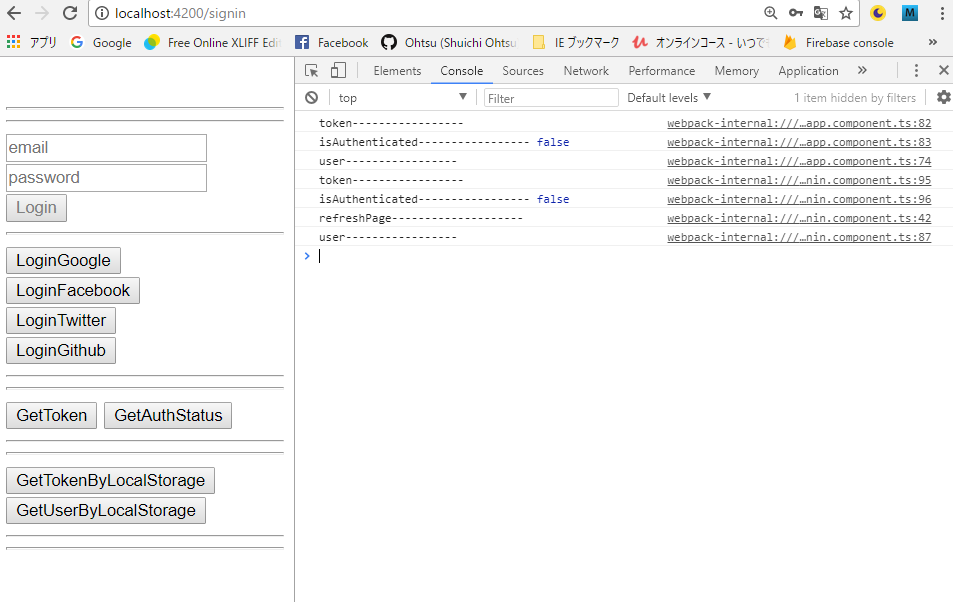 localhost:4200/signin
アプリ Google Free Online XLIFF Edi Facebook Ohtsu (Shuichi Ohtsu IE ブックマーク オンラインコース - いつで Firebase console »
Elements Console Sources Network Performance Memory Application »
top Filter Default levels 1 item hidden by filters
token----------------- webpack-internal:///…app.component.ts:82
isAuthenticated----------------- false webpack-internal:///…app.component.ts:83
user----------------- webpack-internal:///…app.component.ts:74
token----------------- webpack-internal:///…nin.component.ts:95
isAuthenticated----------------- false webpack-internal:///…nin.component.ts:96
refreshPage-------------------- webpack-internal:///…nin.component.ts:42
user----------------- webpack-internal:///…nin.component.ts:87
>
email
password
Login
LoginGoogle
LoginFacebook
LoginTwitter
LoginGithub
GetToken GetAuthStatus
GetTokenByLocalStorage
GetUserByLocalStorage